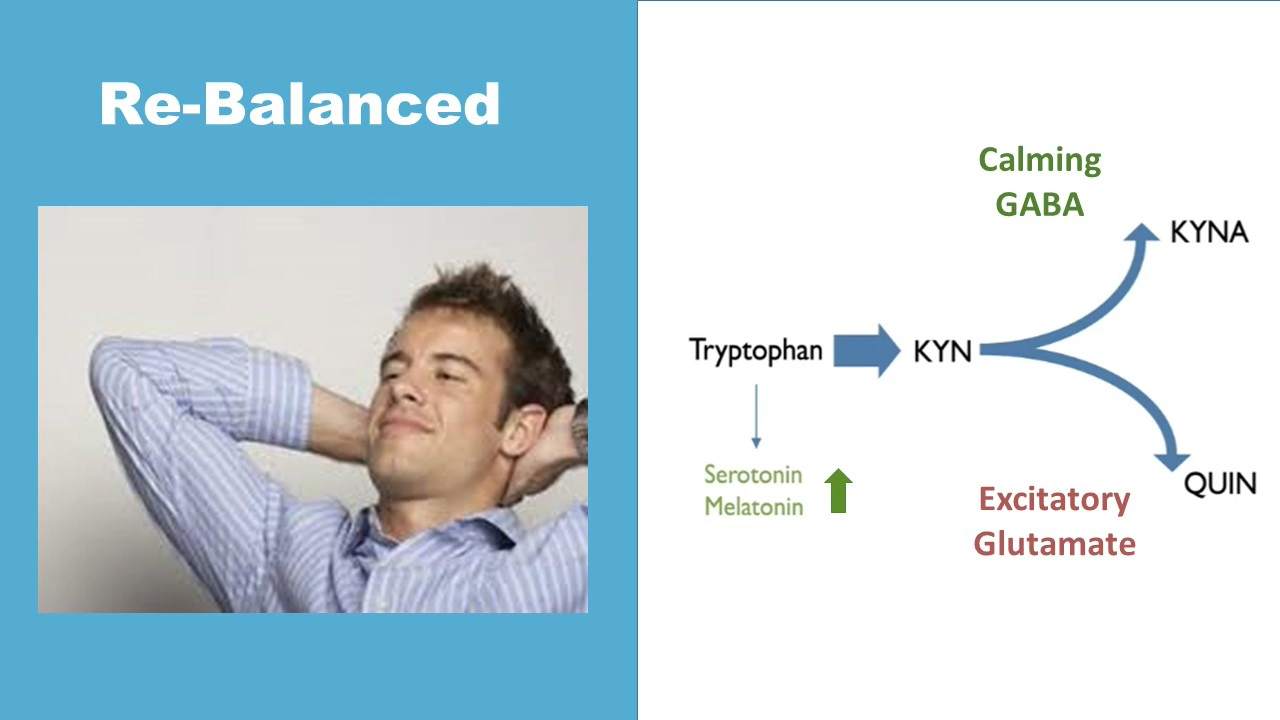 Re-Balanced
Calming
GABA
KYNA
Tryptophan
KYN
Serotonin
Melatonin
QUIN
Excitatory
Glutamate